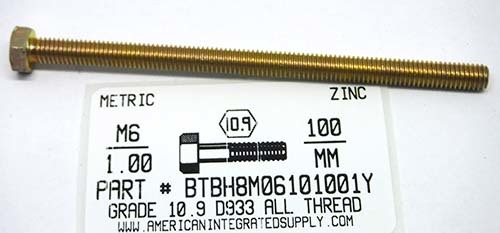 METRIC ZINC
M6 10.9 100
1.00 MM
PART # BTBH8M06101001Y
GRADE 10.9 D933 ALL THREAD
WWW.AMERICANINTEGRATEDSUPPLY.COM